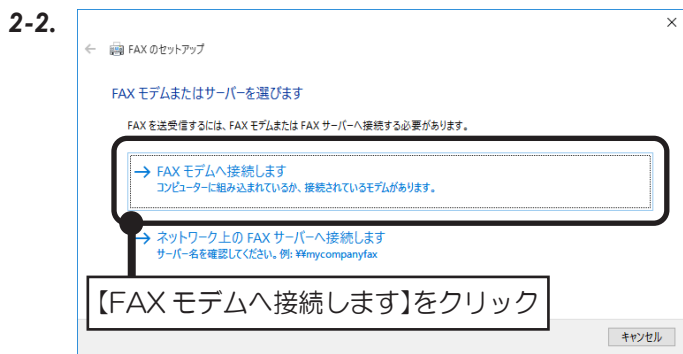 2-2.
FAX のセットアップ
FAX モデムまたはサーバーを選びます
FAX を送受信するには、FAX モデムまたは FAX サーバーへ接続する必要があります。
→ FAX モデムへ接続します
コンピューターに組み込まれているか、接続されているモデムがあります。
→ ネットワーク上の FAX サーバーへ接続します
サーバー名を確認してください。例: ¥¥mycompanyfax
【FAX モデムへ接続します】をクリック
キャンセル